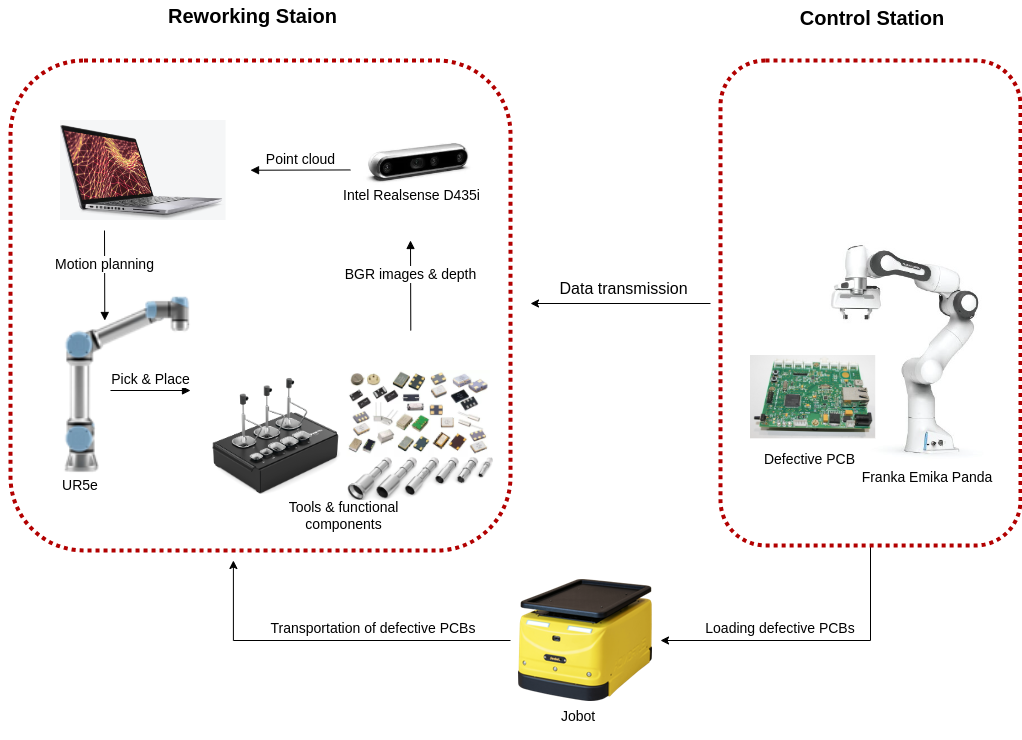 Reworking Staion
Control Station
Point cloud
Intel Realsense D435i
Motion planning
BGR images & depth
Data transmission
Pick & Place
UR5e
Tools & functional
components
Defective PCB
Franka Emika Panda
Transportation of defective PCBs
Loading defective PCBs
Jobot